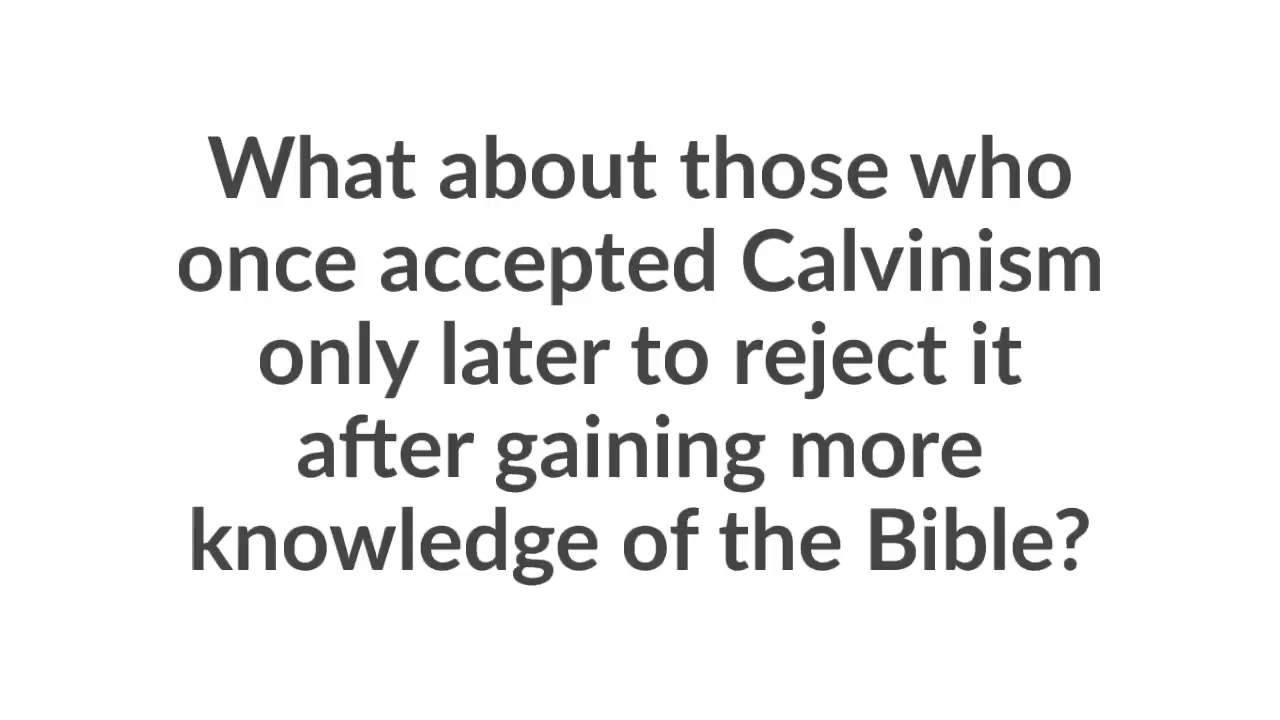 What about those who
once accepted Calvinism
only later to reject it
after gaining more
knowledge of the Bible?